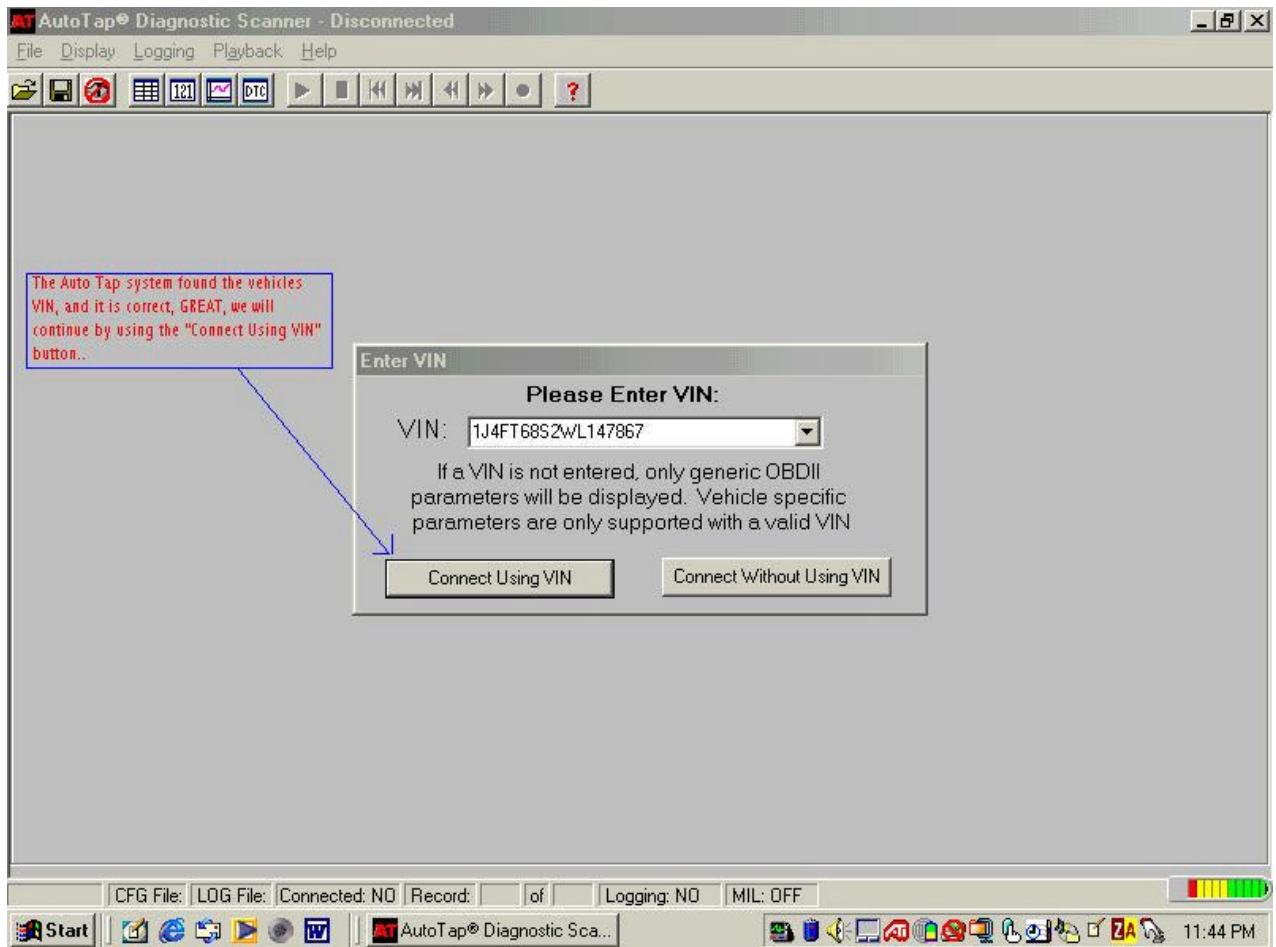 AutoTap® Diagnostic Scanner - Disconnected
File Display Logging Playback Help
121 DTC ?
The Auto Tap system found the vehicles
VIN, and it is correct, GREAT, we will
continue by using the "Connect Using VIN"
button..
Enter VIN
Please Enter VIN:
VIN: 1J4FT68S2WL147867
If a VIN is not entered, only generic OBDII
parameters will be displayed. Vehicle specific
parameters are only supported with a valid VIN
Connect Using VIN Connect Without Using VIN
CFG File: LOG File: Connected: NO Record: of Logging: NO MIL: OFF
Start AutoTap® Diagnostic Sca... 11:44 PM